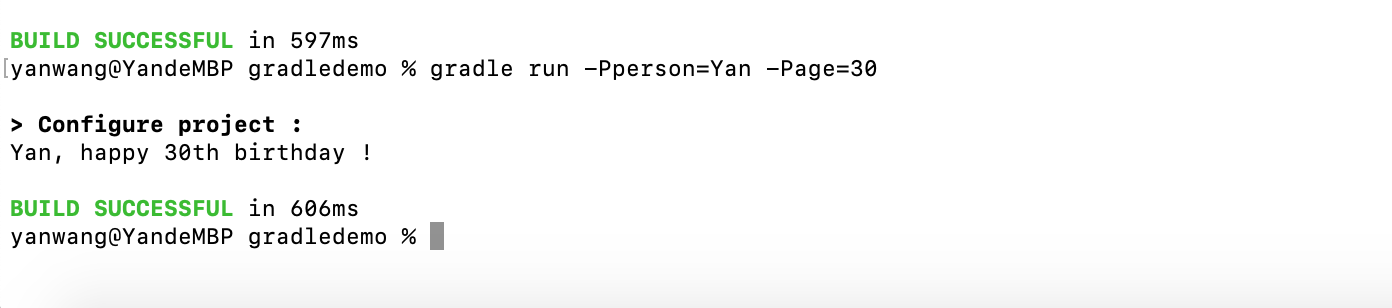 BUILD SUCCESSFUL in 597ms
[yanwang@YandeMBP gradledemo % gradle run -Pperson=Yan -Page=30
> Configure project :
Yan, happy 30th birthday !
BUILD SUCCESSFUL in 606ms
yanwang@YandeMBP gradledemo %